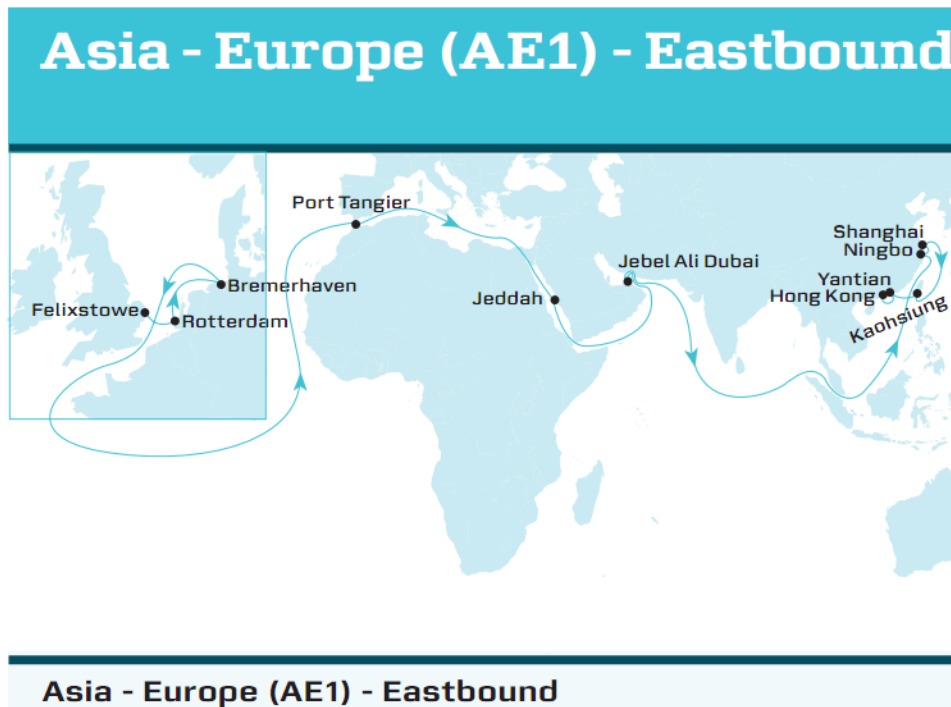 Asia - Europe (AE1) - Eastbound
Port Tangier
Shanghai
Ningbo
Jebel Ali Dubai
Yantian
Bremerhaven
Jeddah
Hong Kong
Felixstowe
Rotterdam
Kaohsiung
Asia - Europe (AE1) - Eastbound